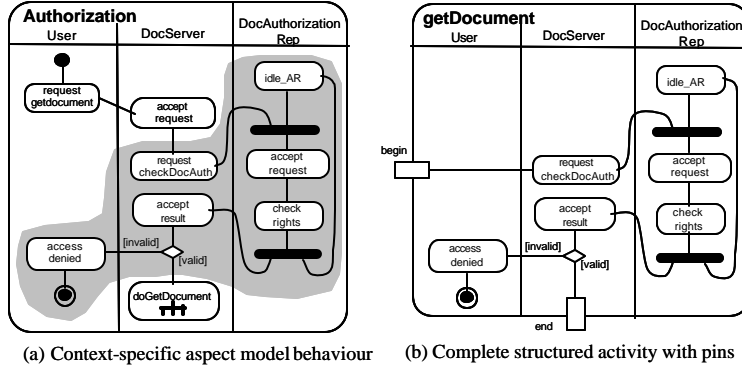 Authorization
User
DocServer
DocAuthorization
Rep
idle_AR
request
getdocument
accept
request
request
checkDocAuth
accept
request
accept
result
check
rights
access
denied
[invalid]
[valid]
doGetDocument
(a) Context-specific aspect model behaviour
getDocument
User
DocServer
DocAuthorization
Rep
idle_AR
begin
request
checkDocAuth
accept
request
accept
result
check
rights
access
denied
[invalid]
[valid]
end
(b) Complete structured activity with pins